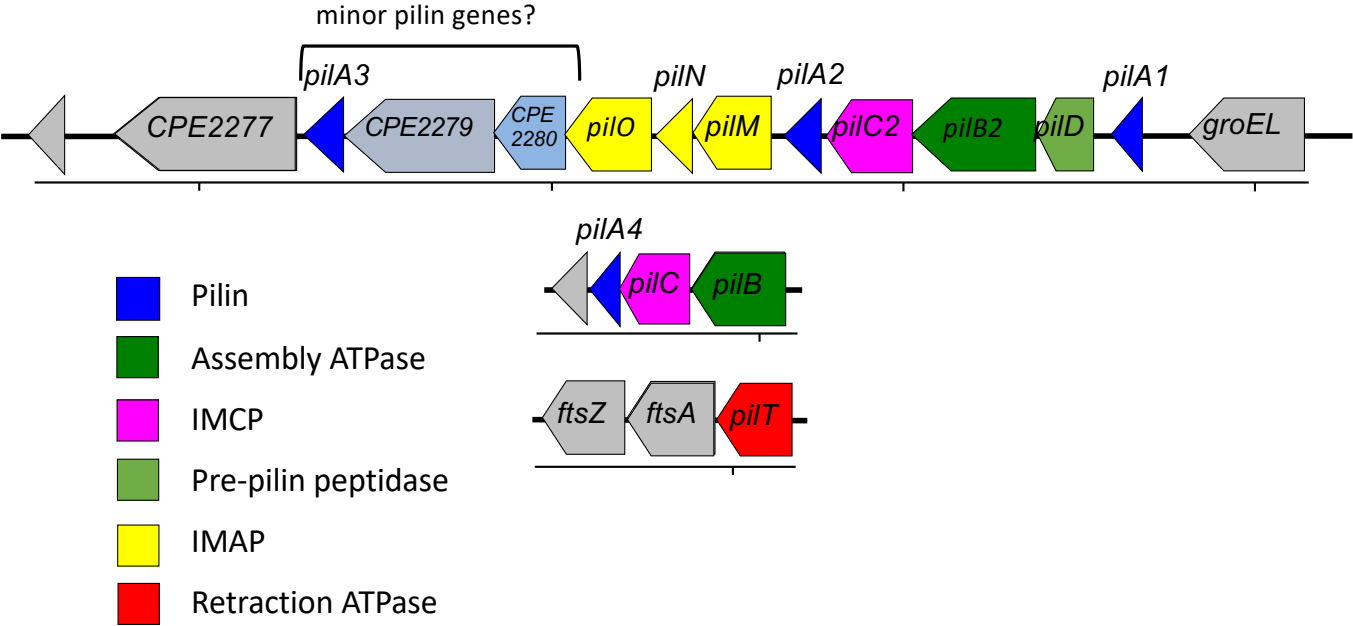 minor pilin genes?
pilA3
pilN
pilA2
pilA1
CPE2277
CPE2279
CPE
2280
pilO
pilM
pilC2
pilB2
pilD
groEL
pilA4
pilC
pilB
Pilin
Assembly ATPase
ftsZ
ftsA
pilT
IMCP
Pre-pilin peptidase
IMAP
Retraction ATPase